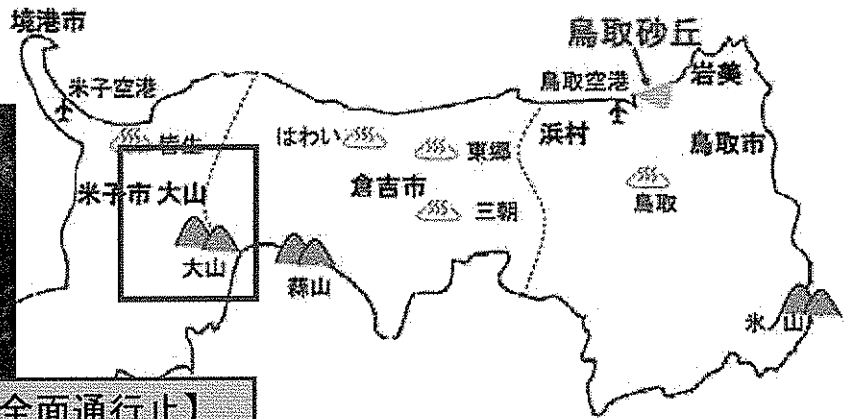 境港市
米子空港
皆生
米子市
大山
大山
蒜山
はわい
東郷
倉吉市
三朝
鳥取砂丘
鳥取空港
岩美
浜村
鳥取市
鳥取
氷ノ山
全面通行止】